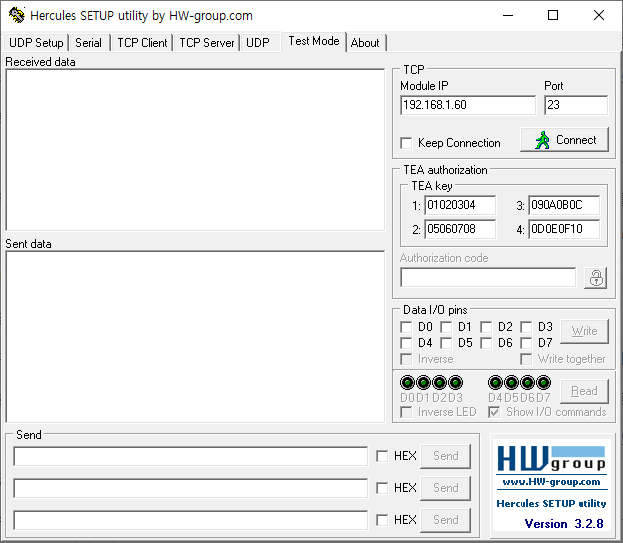 Hercules SETUP utility by HW-group.com
UDP Setup Serial TCP Client TCP Server UDP Test Mode About
Received data
Sent data
TCP
Module IP Port
192.168.1.60 23
Keep Connection Connect
TEA authorization
TEA key
1: 01020304 3: 090A0B0C
2: 05060708 4: 0D0E0F10
Authorization code
Data I/O pins
D0 D1 D2 D3 Write
D4 D5 D6 D7
Inverse Write together
D0D1D2D3 D4D5D6D7 Read
Inverse LED Show I/O commands
Send
HEX Send
HEX Send
HEX Send
HW group
www.HW-group.com
Hercules SETUP utility
Version 3.2.8